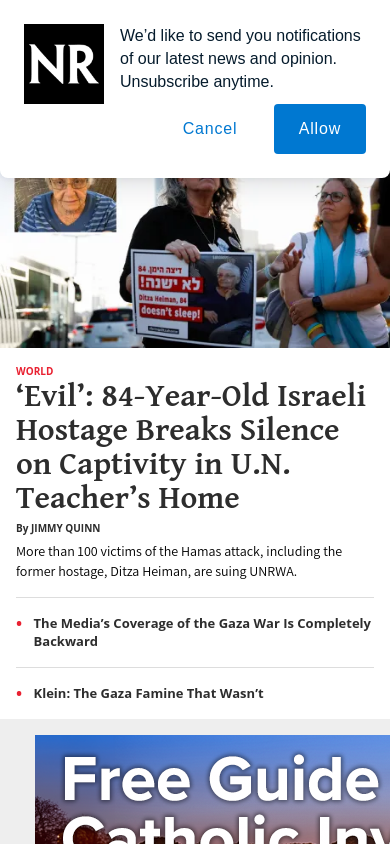 NR
We’d like to send you notifications
of our latest news and opinion.
Unsubscribe anytime.
Cancel
Allow
דיצה היימן, 84
לא ישנה!
Ditza Heiman, 84
doesn't sleep!
WORLD
‘Evil’: 84-Year-Old Israeli
Hostage Breaks Silence
on Captivity in U.N.
Teacher’s Home
By JIMMY QUINN
More than 100 victims of the Hamas attack, including the
former hostage, Ditza Heiman, are suing UNRWA.
The Media’s Coverage of the Gaza War Is Completely
Backward
Klein: The Gaza Famine That Wasn’t
Free Guide
Catholic Inv